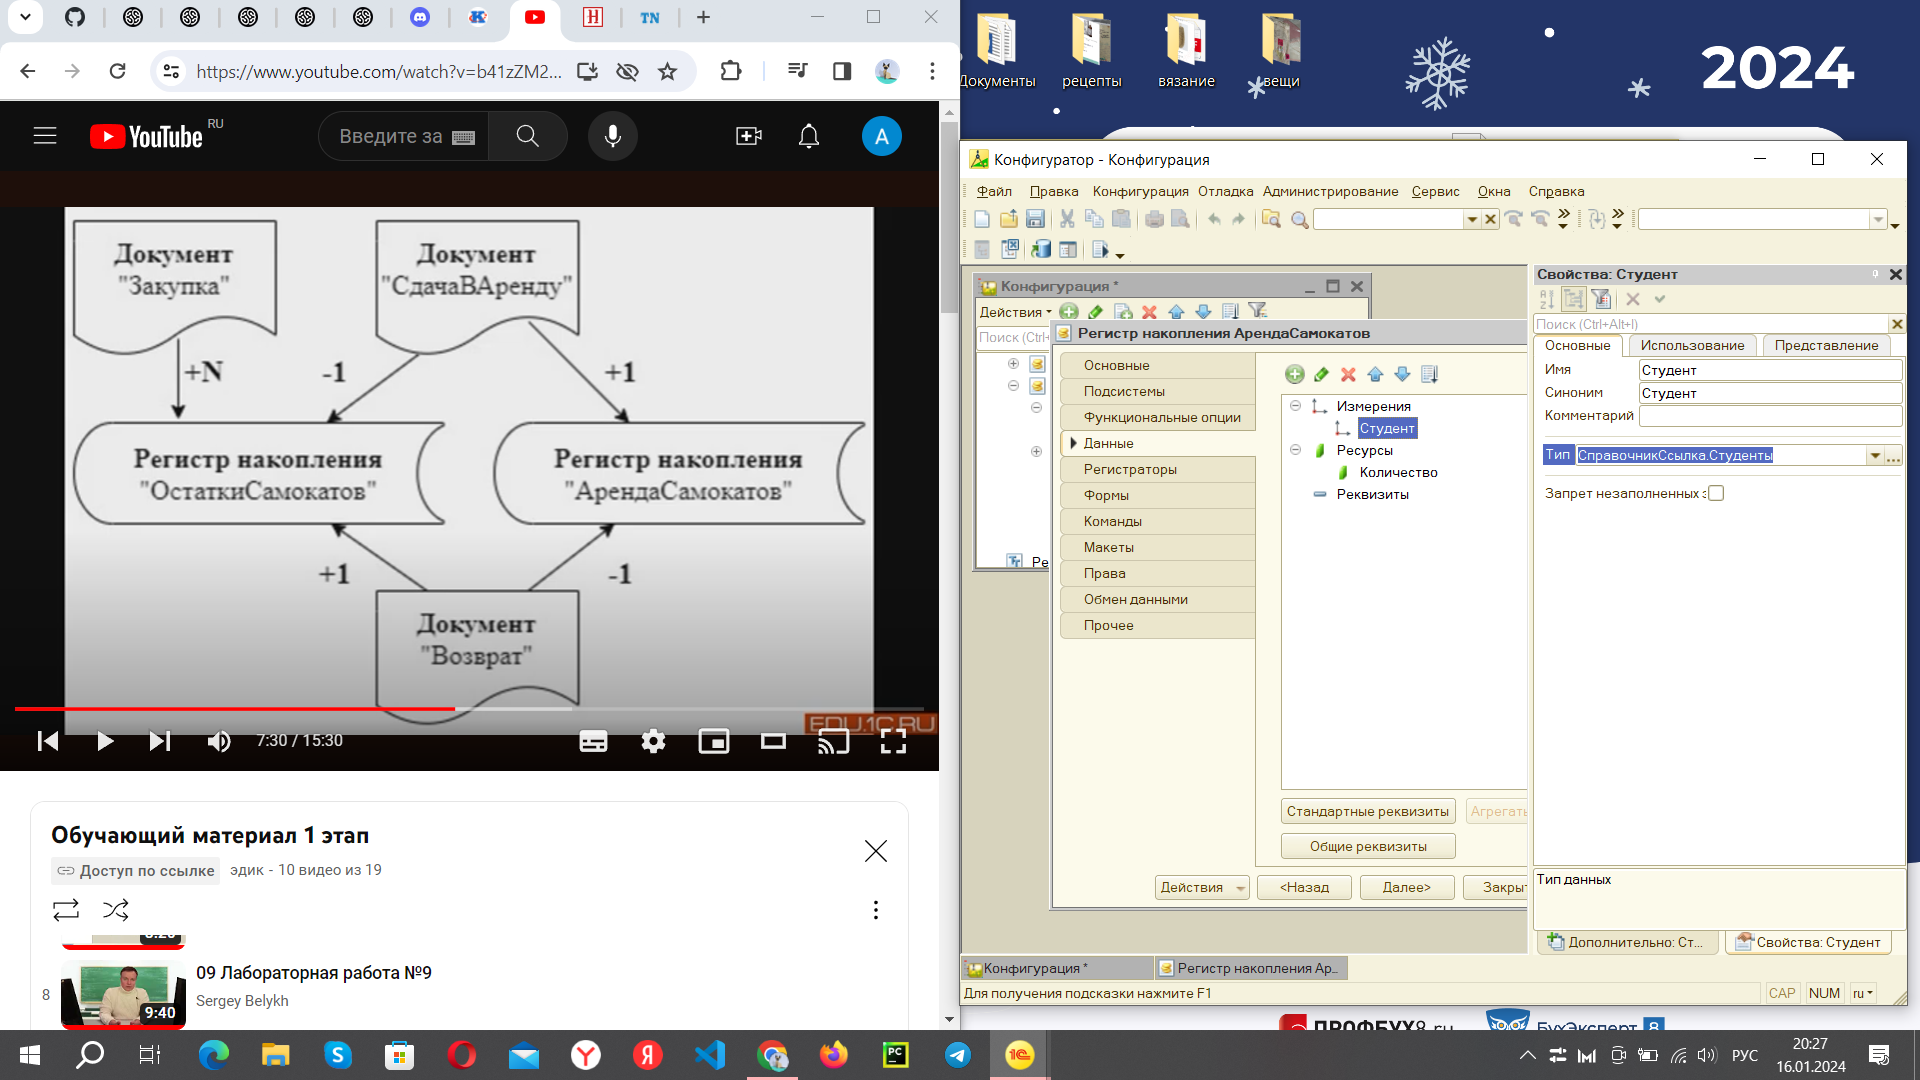 https://www.youtube.com/watch?v=b41zZM2...
YouTube RU
Введите за
А
Документ
"Закупка"
Документ
"СдачаВАренду"
+N
-1
+1
Регистр накопления
"ОстаткиСамокатов"
Регистр накопления
"АрендаСамокатов"
+1
-1
Документ
"Возврат"
EDU.1C.RU
7:30 / 15:30
Обучающий материал 1 этап
Доступ по ссылке
эдик - 10 видео из 19
8
9:40
09 Лабораторная работа №9
Sergey Belykh
Документы
рецепты
вязание
вещи
2024
Конфигуратор - Конфигурация
Файл
Правка
Конфигурация
Отладка
Администрирование
Сервис
Окна
Справка
Конфигурация *
Действия
Поиск (Ctrl+
Ре
Регистр накопления АрендаСамокатов
Основные
Подсистемы
Функциональные опции
Данные
Регистраторы
Формы
Команды
Макеты
Права
Обмен данными
Прочее
Измерения
Студент
Ресурсы
Количество
Реквизиты
Стандартные реквизиты
Агрегать
Общие реквизиты
Действия
<Назад
Далее>
Закрыт
Свойства: Студент
Поиск (Ctrl+Alt+I)
Основные
Использование
Представление
Имя
Студент
Синоним
Студент
Комментарий
Тип
СправочникСсылка.Студенты
Запрет незаполненных з
Тип данных
Дополнительно: Ст...
Свойства: Студент
Конфигурация *
Регистр накопления Ар...
Для получения подсказки нажмите F1
CAP
NUM
ru
ПРОФБУХ8.ru
БухЭксперт 8
РУС
20:27
16.01.2024